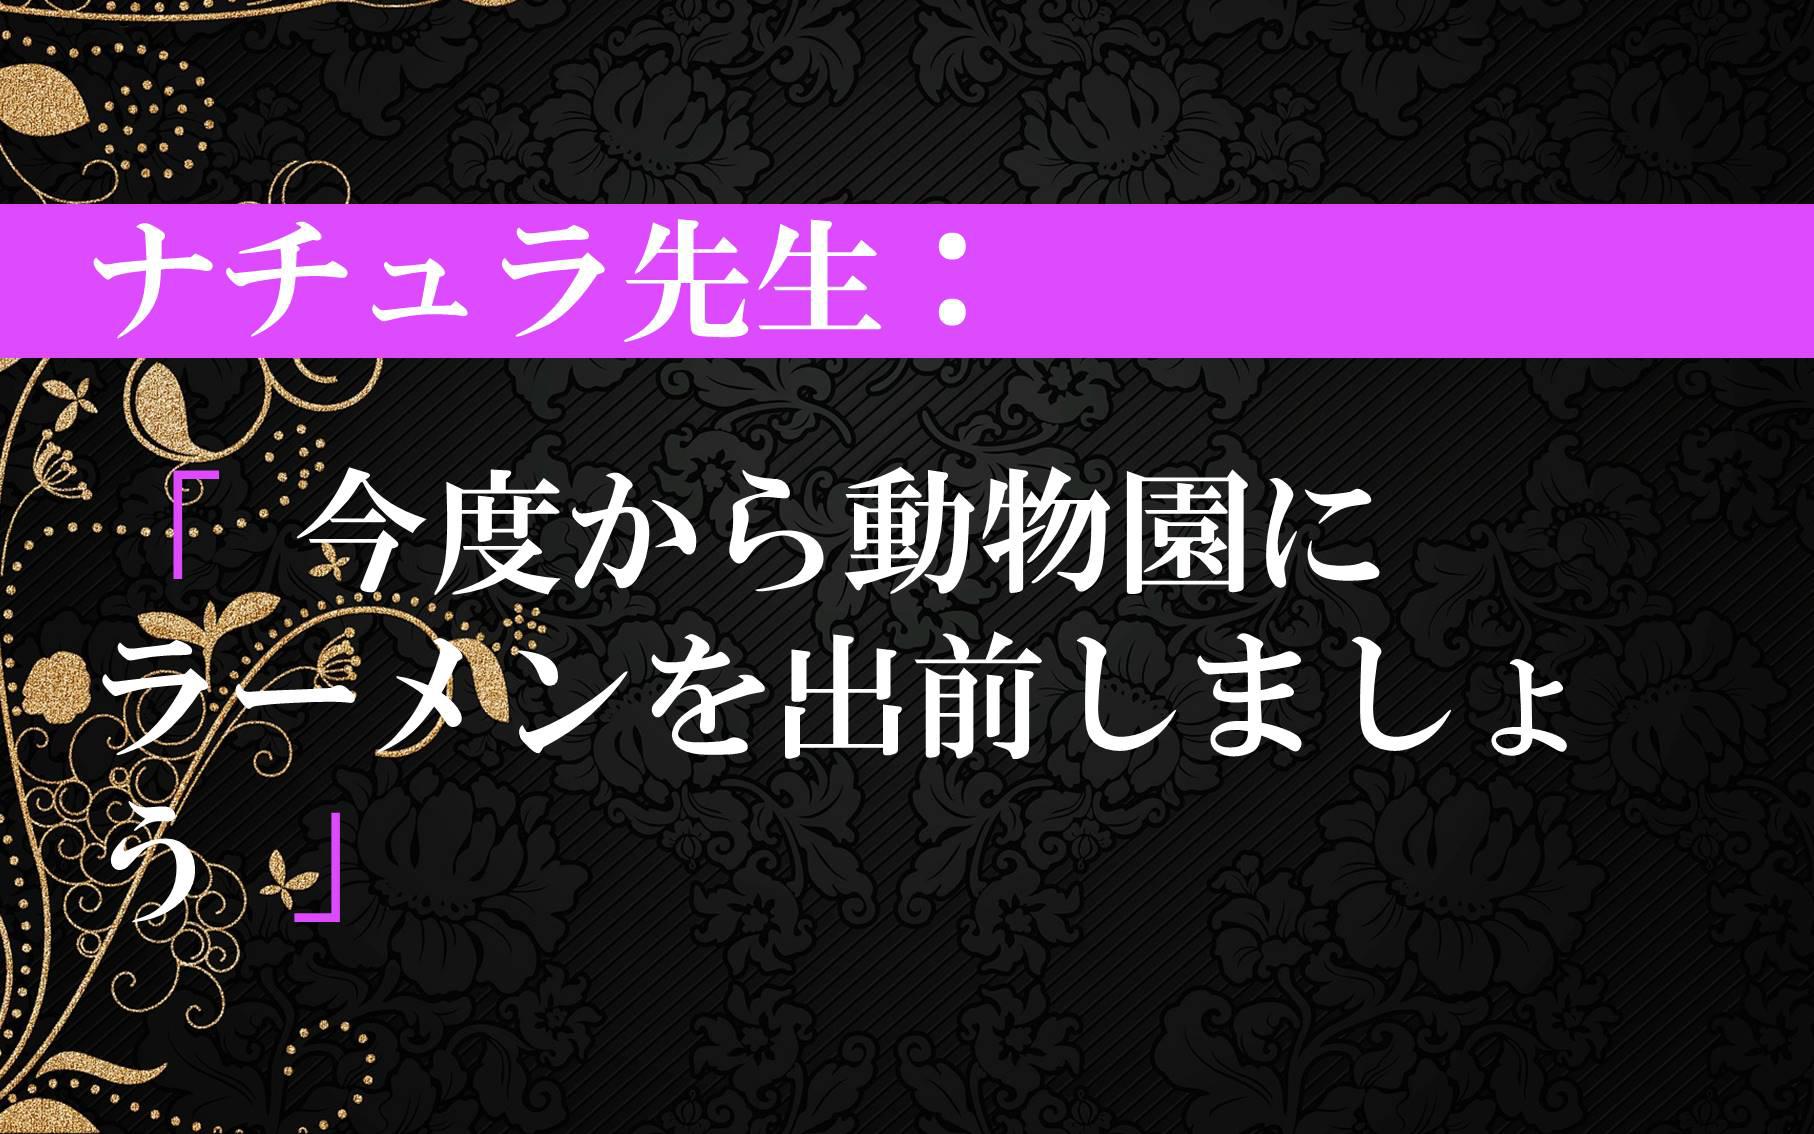 ナチュラ先生：
「 今度から動物園に
ラーメンを出前しましょ
う 」